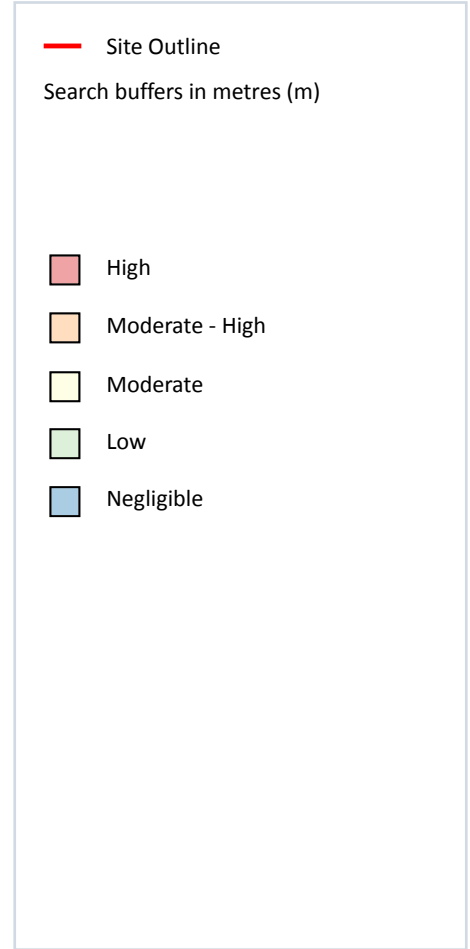 Site Outline
Search buffers in metres (m)
High
Moderate - High
Moderate
Low
Negligible